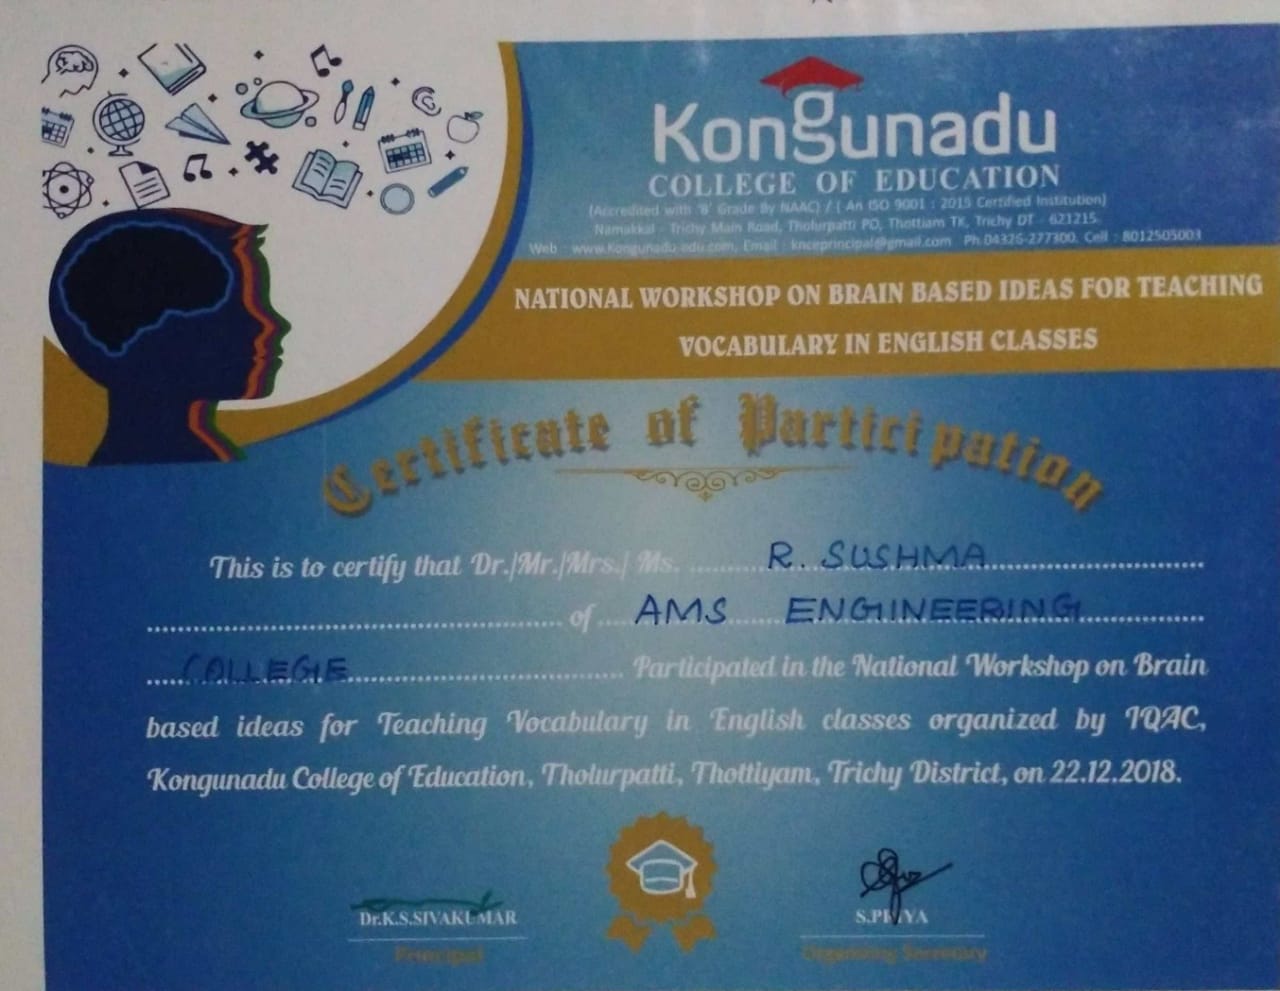 Kongunadu
COLLEGE OF EDUCATION
(Accredited with 'B' Grade By NAAC) / ( An ISO 9001 : 2015 Certified Institution)
Namakkal - Trichy Main Road, Tholurpatti PO, Thottiam TK, Trichy DT - 621215.
Web : www.kongunadu-edu.com, Email : knceprincipal@gmail.com Ph.04326-277300, Cell : 8012505003
NATIONAL WORKSHOP ON BRAIN BASED IDEAS FOR TEACHING
VOCABULARY IN ENGLISH CLASSES
Certificate of Participation
This is to certify that Dr./Mr./Mrs./ Ms. R. SUSHMA
of AMS ENGINEERING
COLLEGE Participated in the National Workshop on Brain
based ideas for Teaching Vocabulary in English classes organized by IQAC,
Kongunadu College of Education, Tholurpatti, Thottiyam, Trichy District, on 22.12.2018.
Dr.K.S.SIVAKUMAR S.PRIYA
Principal Organizing Secretary